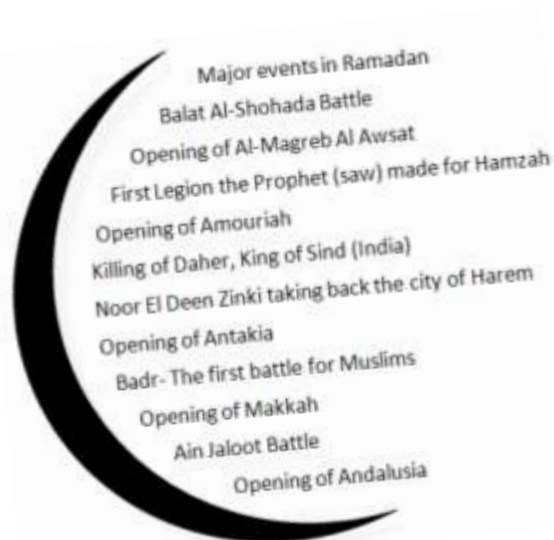 Major events in Ramadan
Balat Al-Shohada Battle
Opening of Al-Magreb Al Awsat
First Legion the Prophet (saw) made for Hamzah
Opening of Amouriah
Killing of Daher, King of Sind (India)
Noor El Deen Zinki taking back the city of Harem
Opening of Antakia
Badr- The first battle for Muslims
Opening of Makkah
Ain Jaloot Battle
Opening of Andalusia